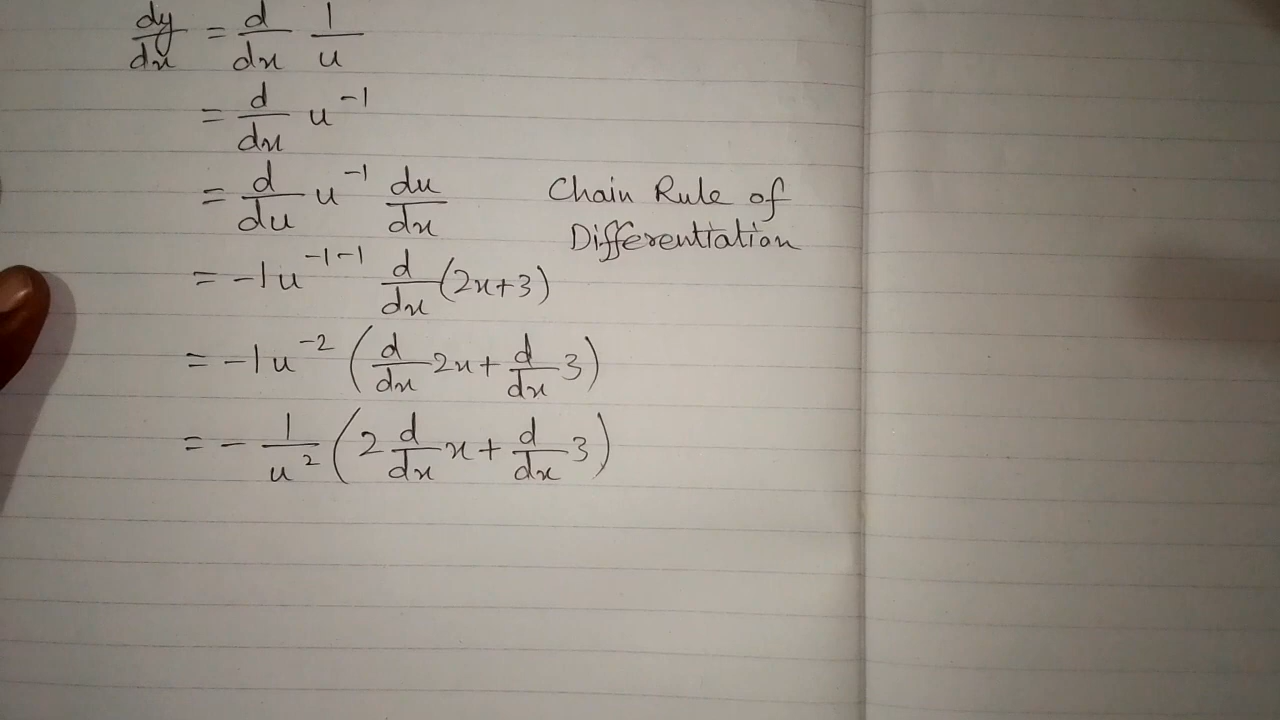 dy/dx = d/dx 1/u
= d/dx u⁻¹
= d/du u⁻¹ du/dx Chain Rule of
Differentiation
= -1u⁻¹⁻¹ d/dx (2x+3)
= -1u⁻² (d/dx 2x + d/dx 3)
= - 1/u² (2 d/dx x + d/dx 3)